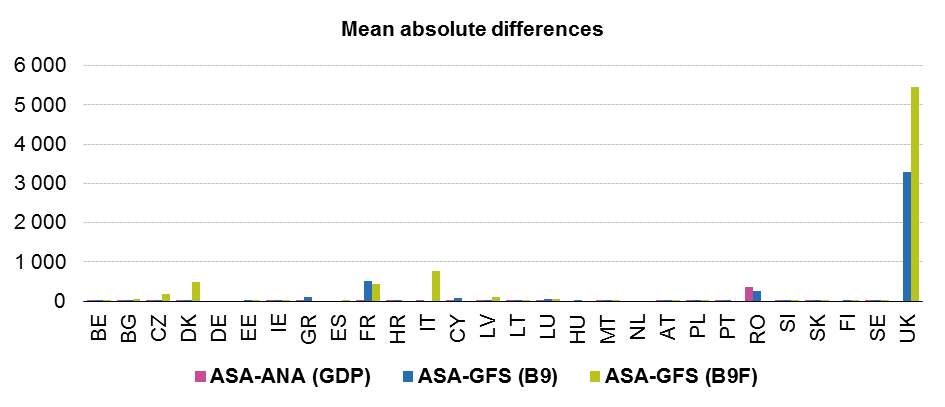 Mean absolute differences
6 000
5 000
4 000
3 000
2 000
1 000
0
BE BG CZ DK DE EE IE GR ES FR HR IT CY LV LT LU HU MT NL AT PL PT RO SI SK FI SE UK
ASA-ANA (GDP) ASA-GFS (B9) ASA-GFS (B9F)